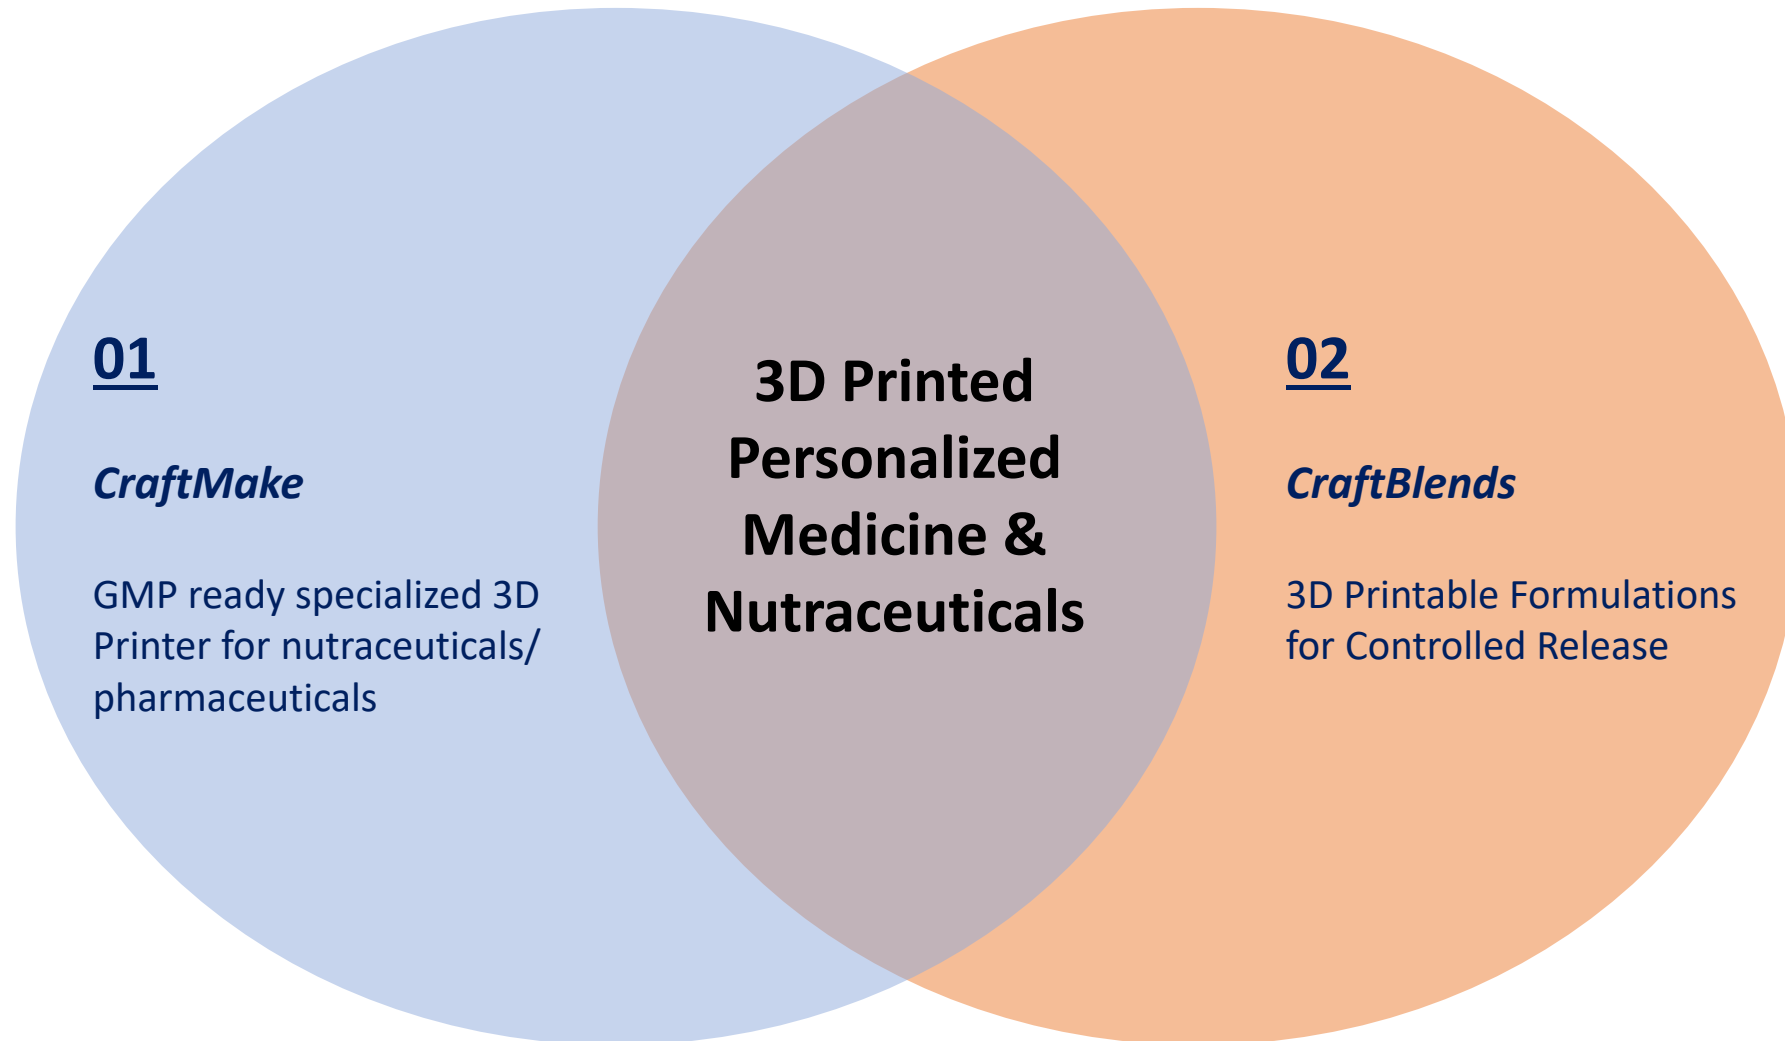 01
CraftMake
GMP ready specialized 3D
Printer for nutraceuticals/
pharmaceuticals
3D Printed
Personalized
Medicine &
Nutraceuticals
02
CraftBlends
3D Printable Formulations
for Controlled Release